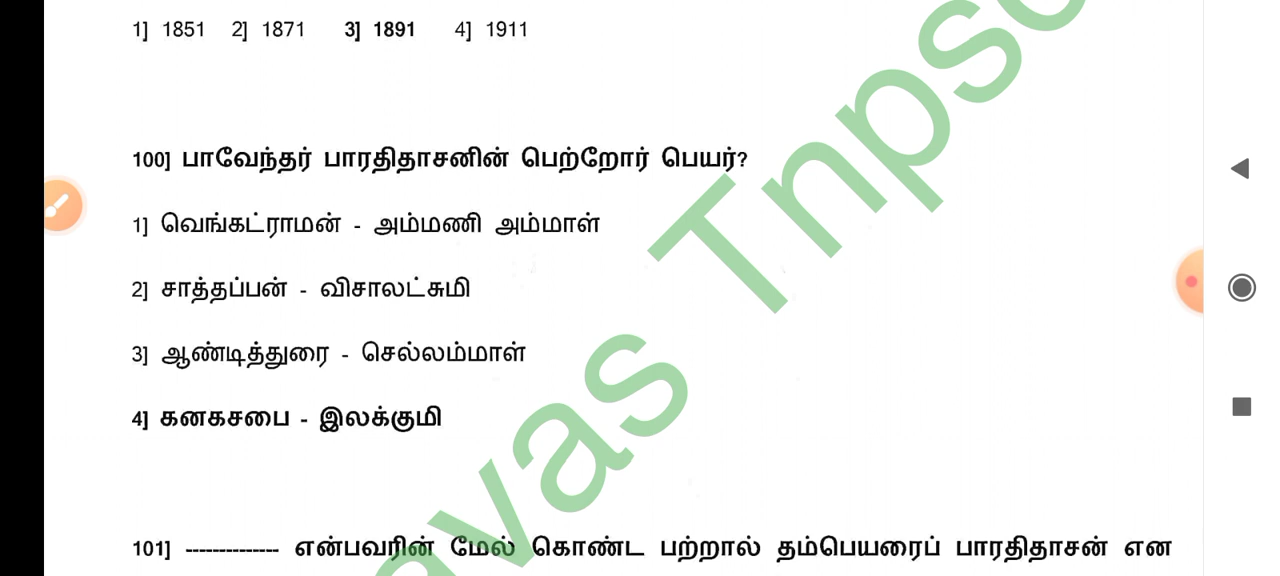 1] 1851 2] 1871 3] 1891 4] 1911
100] பாவேந்தர் பாரதிதாசனின் பெற்றோர் பெயர்?
1] வெங்கட்ராமன் - அம்மணி அம்மாள்
2] சாத்தப்பன் - விசாலட்சுமி
3] ஆண்டித்துரை - செல்லம்மாள்
4] கனகசபை - இலக்குமி
101] -------------- என்பவரின் மேல் கொண்ட பற்றால் தம்பெயரைப் பாரதிதாசன் என
vas Tnpsc